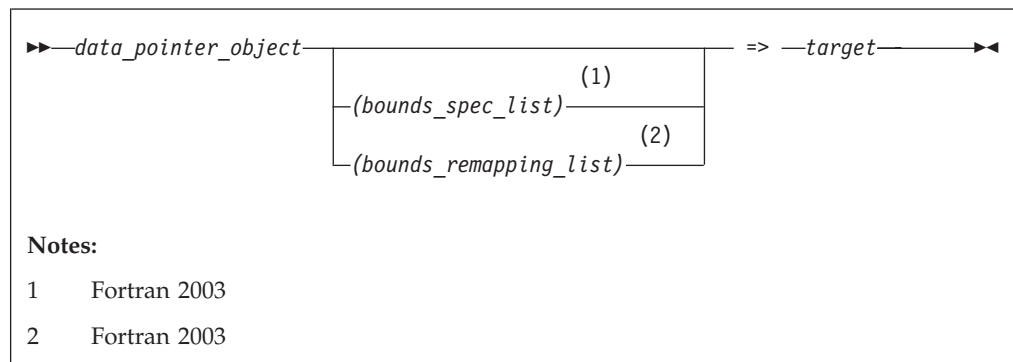 data_pointer_object => target
(1)
(bounds_spec_list)
(2)
(bounds_remapping_list)
Notes:
1 Fortran 2003
2 Fortran 2003